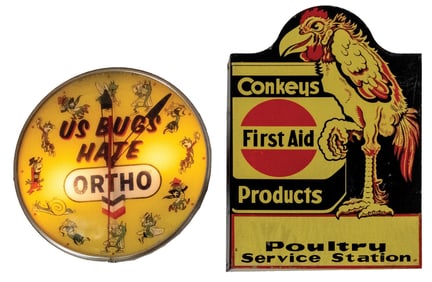 US BUGS
HATE
ORTHO
Conkeys
First Aid
Products
Poultry
Service Station